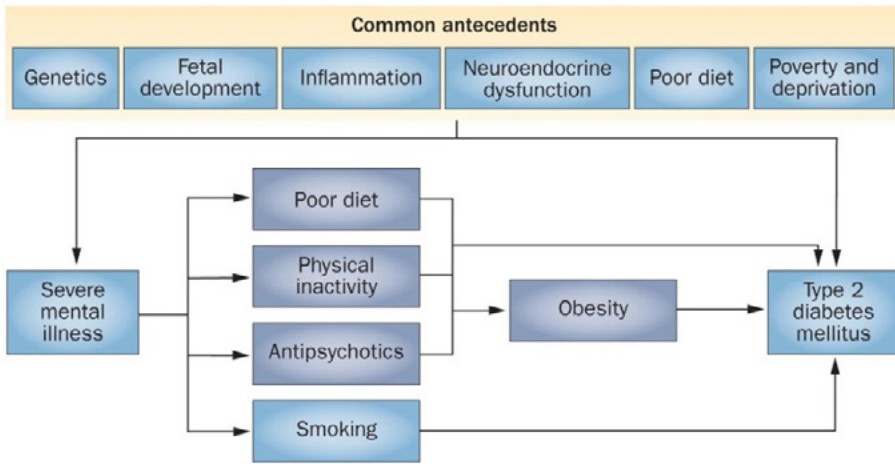 Common antecedents
Genetics
Fetal
development
Inflammation
Neuroendocrine
dysfunction
Poor diet
Poverty and
deprivation
Poor diet
Physical
inactivity
Severe
mental
illness
Obesity
Type 2
diabetes
mellitus
Antipsychotics
Smoking